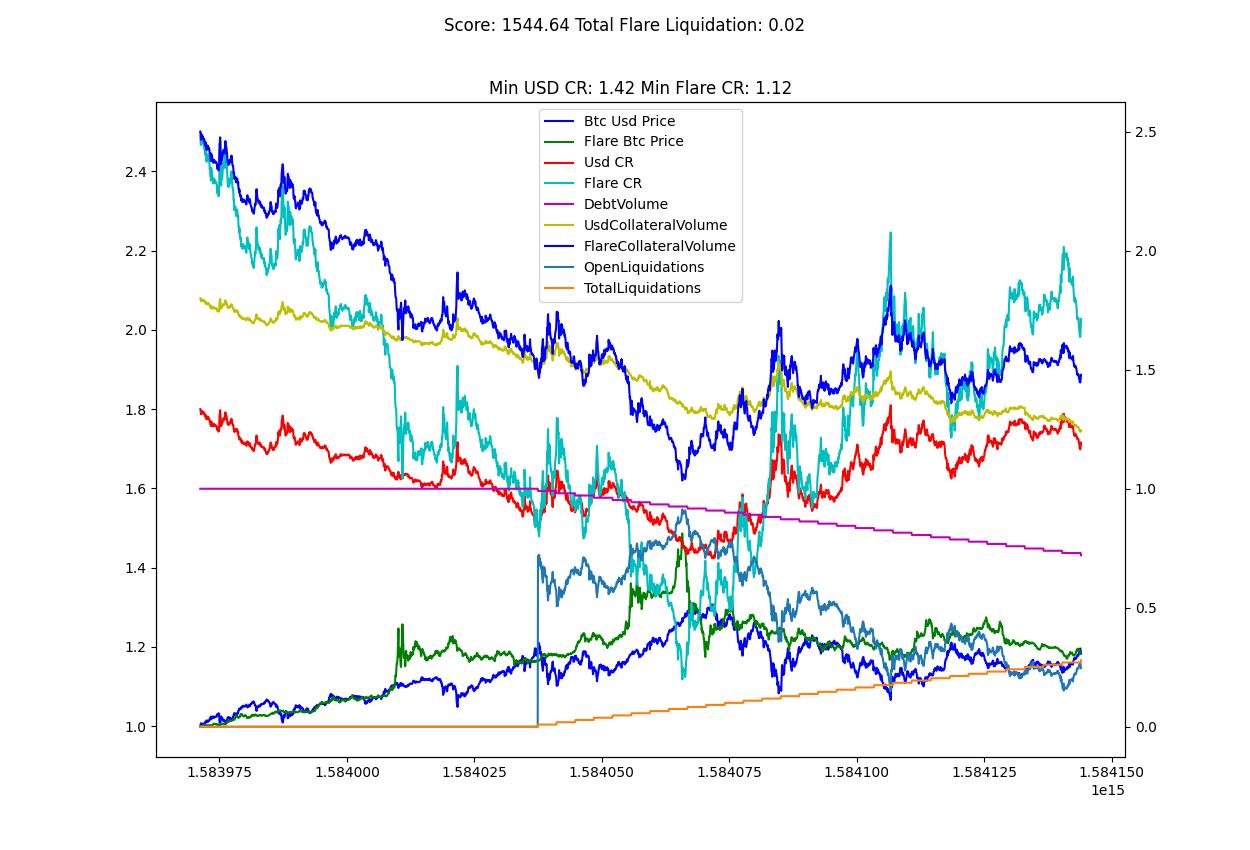 Score: 1544.64 Total Flare Liquidation: 0.02
Min USD CR: 1.42 Min Flare CR: 1.12
Btc Usd Price
Flare Btc Price
Usd CR
Flare CR
DebtVolume
UsdCollateralVolume
FlareCollateralVolume
OpenLiquidations
TotalLiquidations
2.4
2.2
2.0
1.8
1.6
1.4
1.2
1.0
2.5
2.0
1.5
1.0
0.5
0.0
1.583975 1.584000 1.584025 1.584050 1.584075 1.584100 1.584125 1.584150
1e15